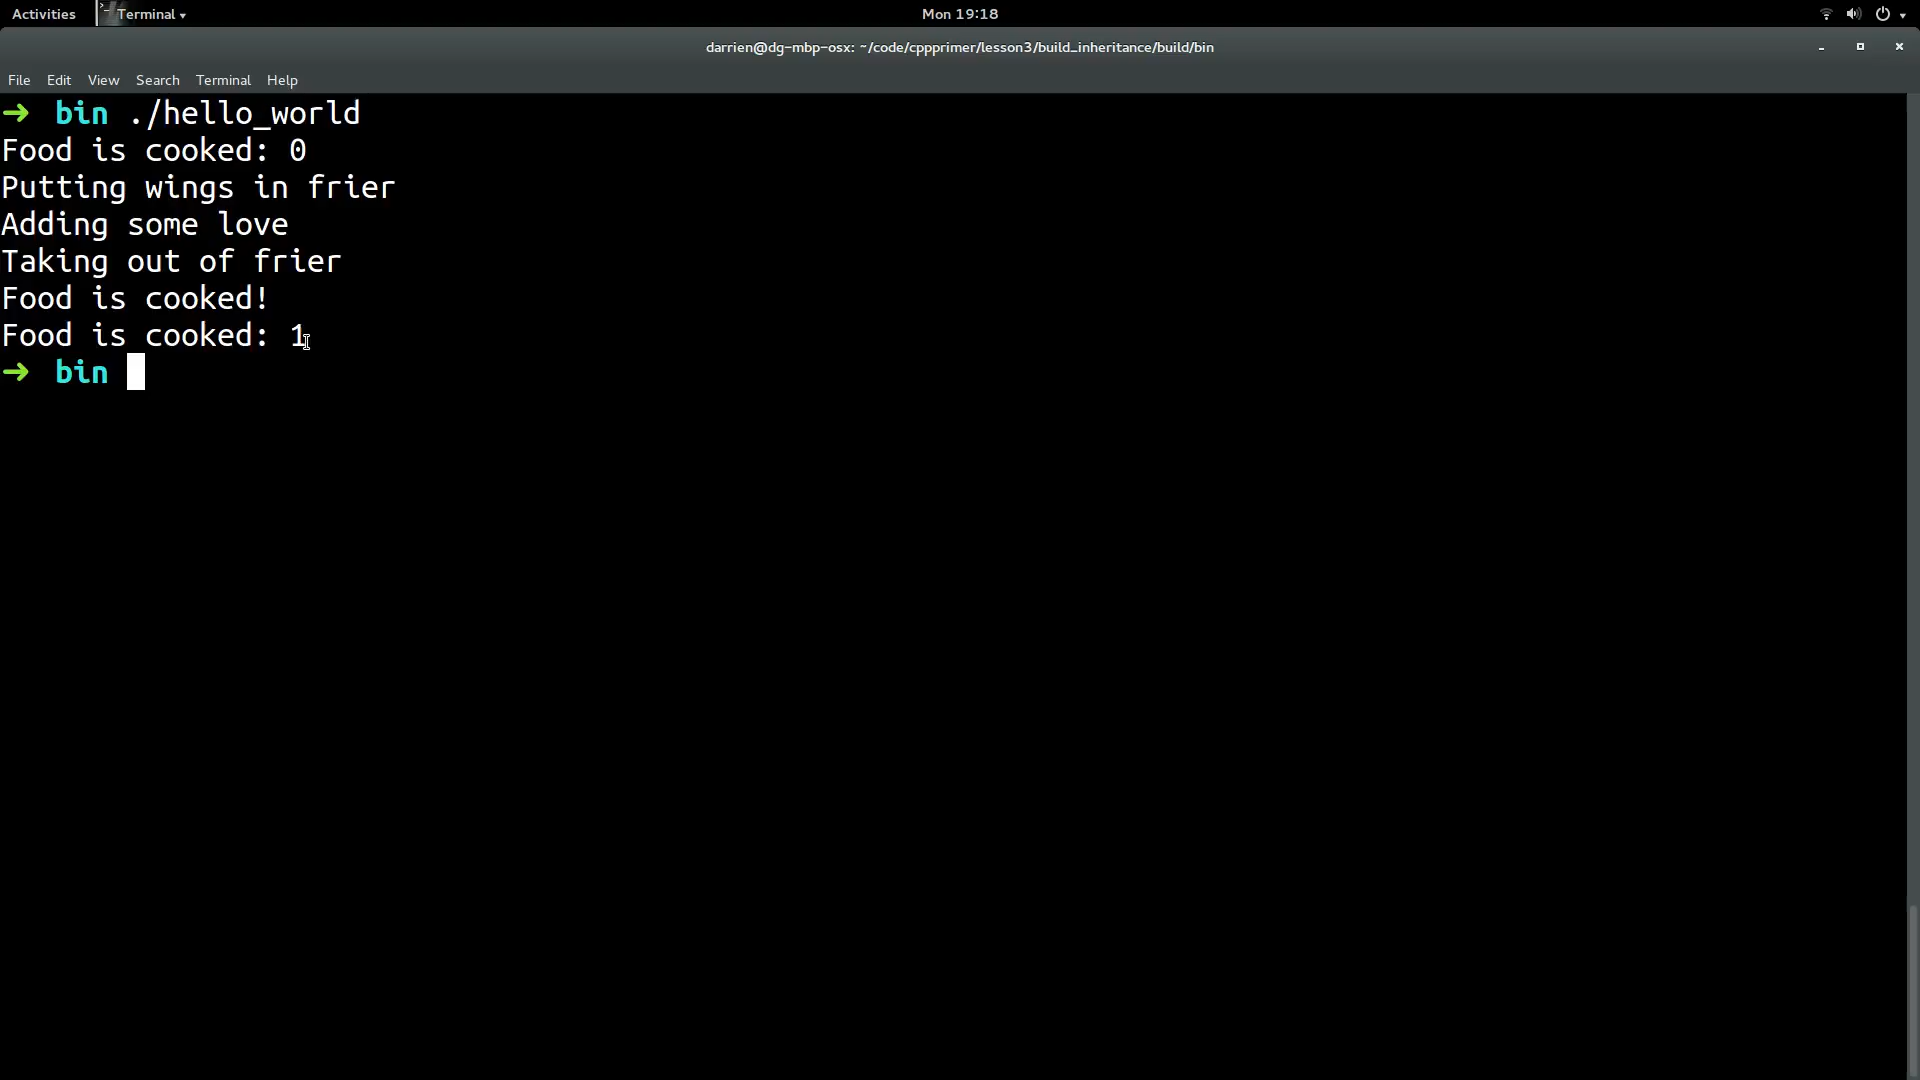 Activities Terminal Mon 19:18
darrien@dg-mbp-osx: ~/code/cppprimer/lesson3/build_inheritance/build/bin
File Edit View Search Terminal Help
➜ bin ./hello_world
Food is cooked: 0
Putting wings in frier
Adding some love
Taking out of frier
Food is cooked!
Food is cooked: 1
➜ bin